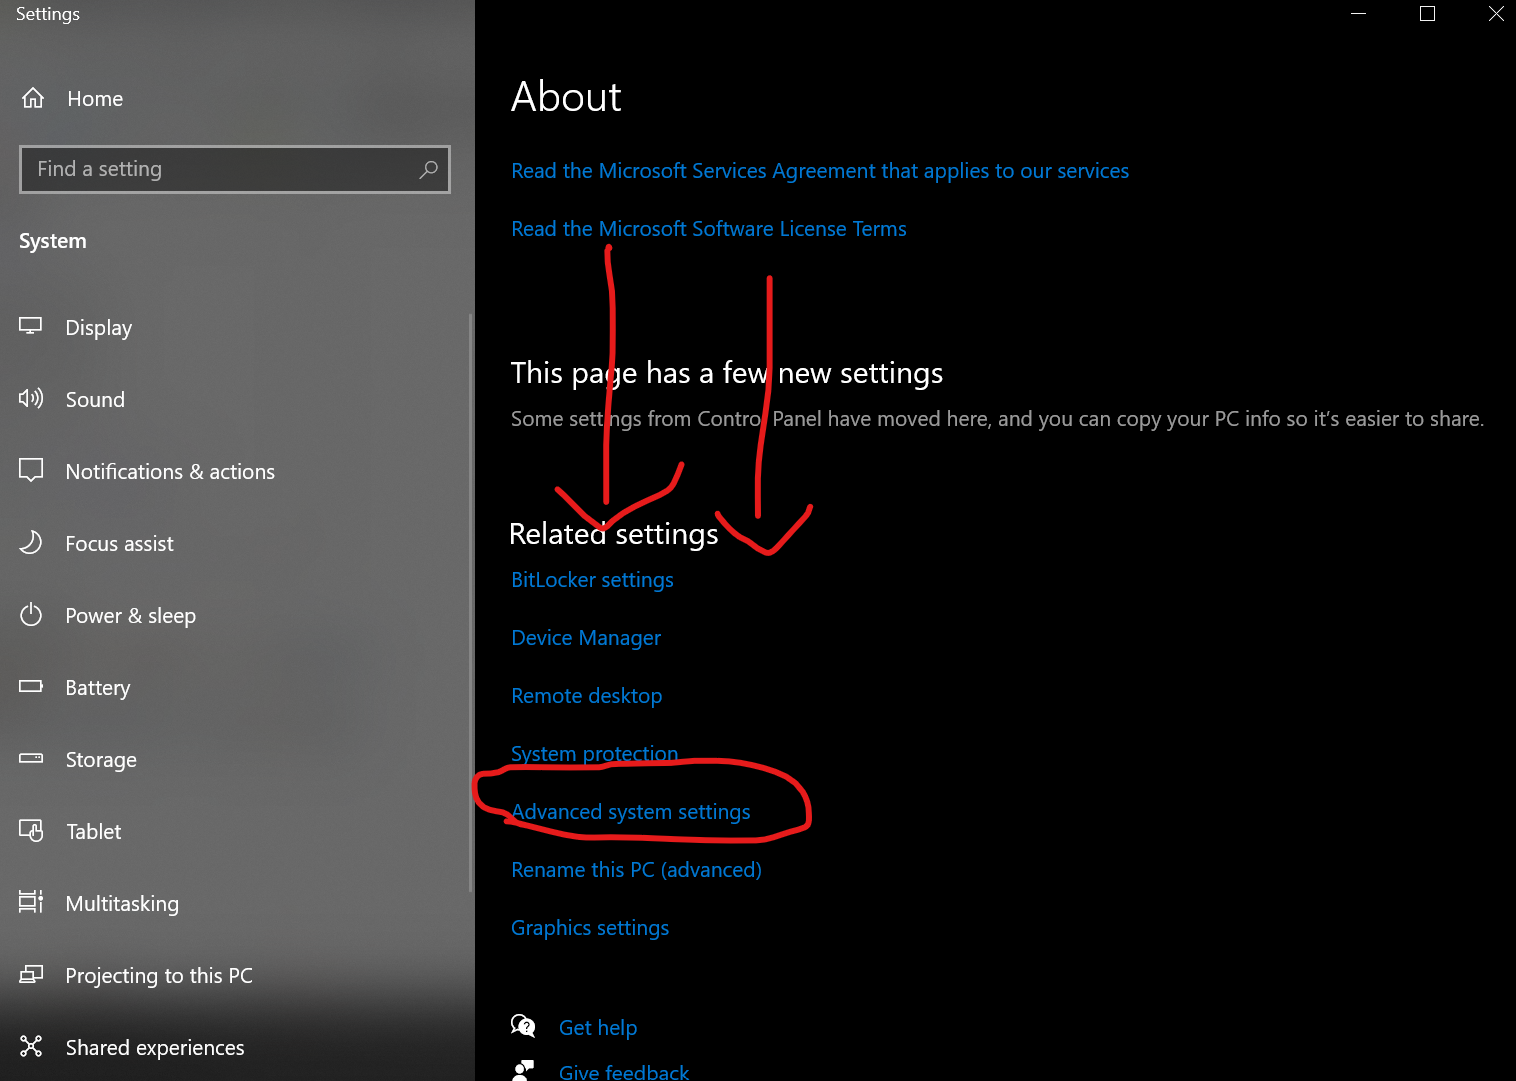 Settings
Home
Find a setting
System
Display
Sound
Notifications & actions
Focus assist
Power & sleep
Battery
Storage
Tablet
Multitasking
Projecting to this PC
Shared experiences
About
Read the Microsoft Services Agreement that applies to our services
Read the Microsoft Software License Terms
This page has a few new settings
Some settings from Control Panel have moved here, and you can copy your PC info so it's easier to share.
Related settings
BitLocker settings
Device Manager
Remote desktop
System protection
Advanced system settings
Rename this PC (advanced)
Graphics settings
Get help
Give feedback